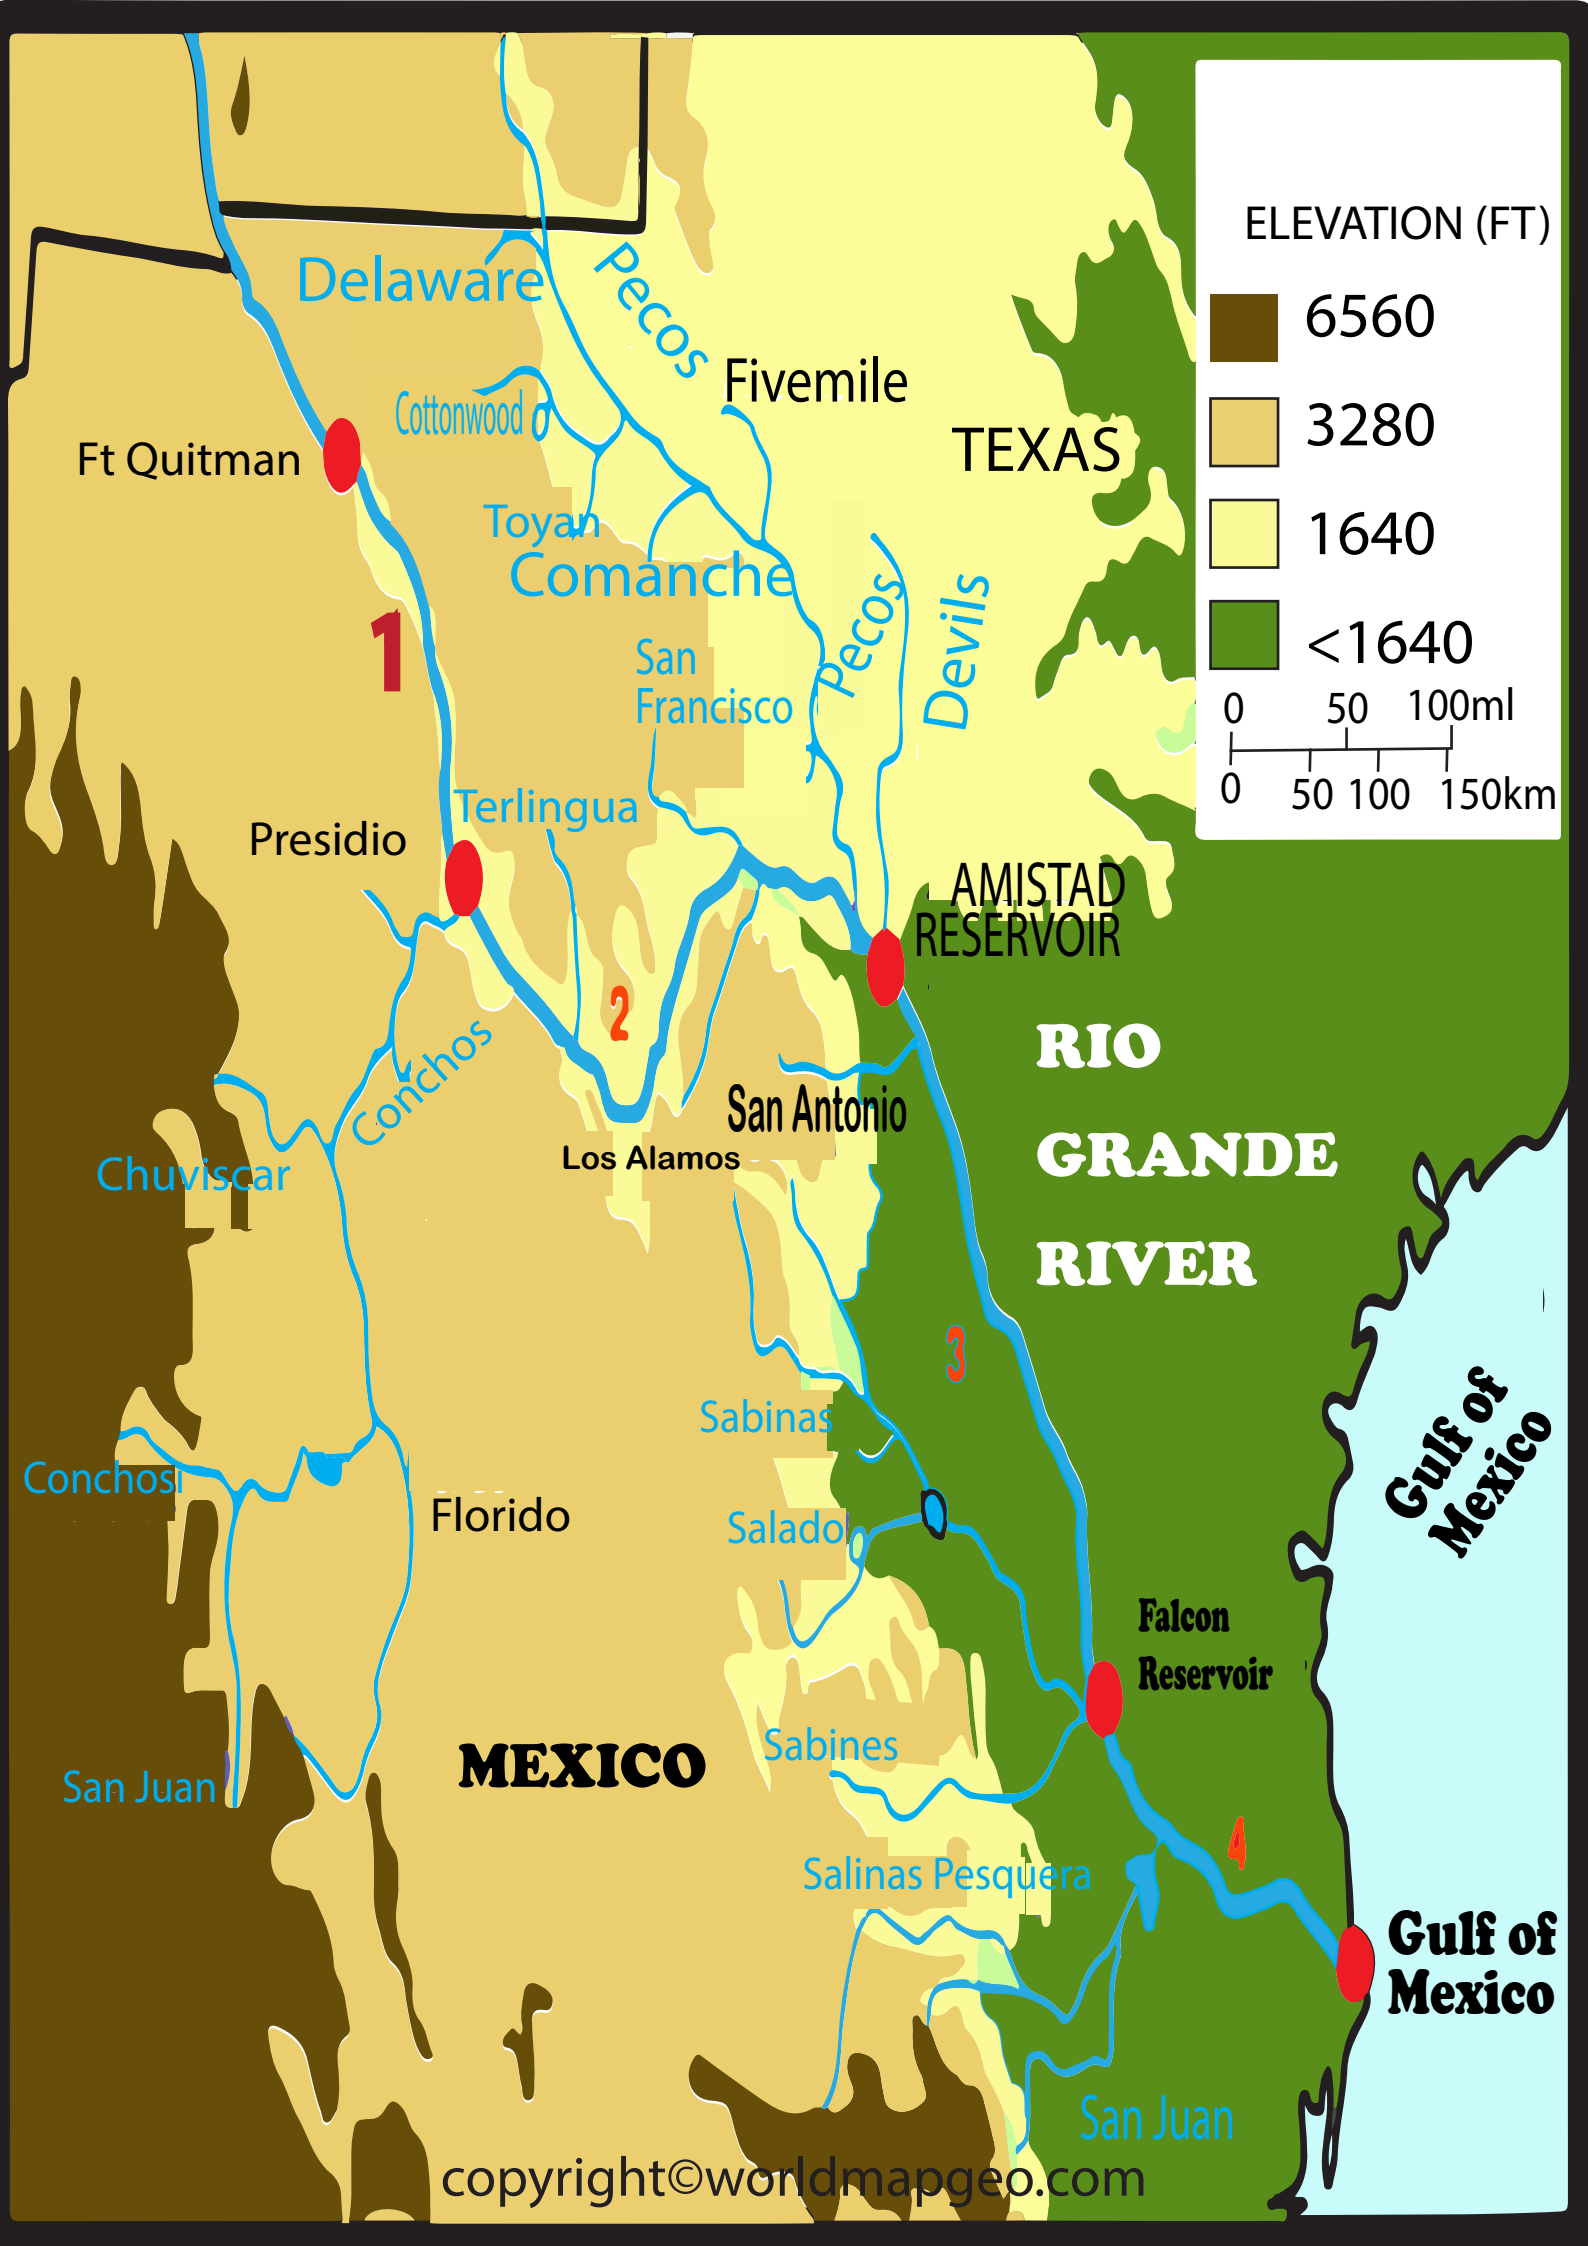 ELEVATION (FT)
6560
3280
1640
<1640
0 50 100ml
0 50 100 150km
Delaware
Pecos
Fivemile
Cottonwood
TEXAS
Ft Quitman
Toyan
Comanche
1
San
Francisco
Pecos
Devils
Terlingua
Presidio
AMISTAD
RESERVOIR
2
Conchos
RIO
GRANDE
RIVER
San Antonio
Los Alamos
Chuviscar
3
Sabinas
Gulf of
Mexico
Conchosi
Florido
Salado
Falcon
Reservoir
MEXICO
Sabines
San Juan
4
Salinas Pesquera
Gulf of
Mexico
San Juan
copyright©worldmapgeo.com